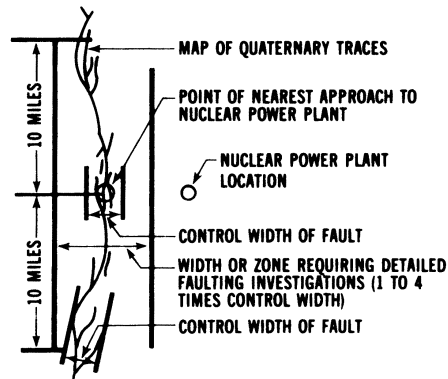 MAP OF QUATERNARY TRACES
10 MILES
POINT OF NEAREST APPROACH TO
NUCLEAR POWER PLANT
NUCLEAR POWER PLANT
LOCATION
CONTROL WIDTH OF FAULT
10 MILES
WIDTH OR ZONE REQUIRING DETAILED
FAULTING INVESTIGATIONS (1 TO 4
TIMES CONTROL WIDTH)
CONTROL WIDTH OF FAULT